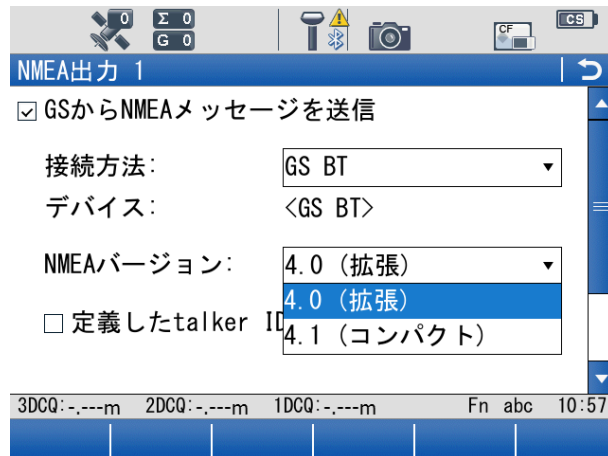 0 Σ 0
G 0
CF
CS
NMEA出力 1
GSからNMEAメッセージを送信
接続方法: GS BT
デバイス: <GS BT>
NMEAバージョン: 4.0 (拡張)
4.0 (拡張)
定義したtalker ID
4.1 (コンパクト)
3DCQ:-.---m 2DCQ:-.---m 1DCQ:-.---m Fn abc 10:57